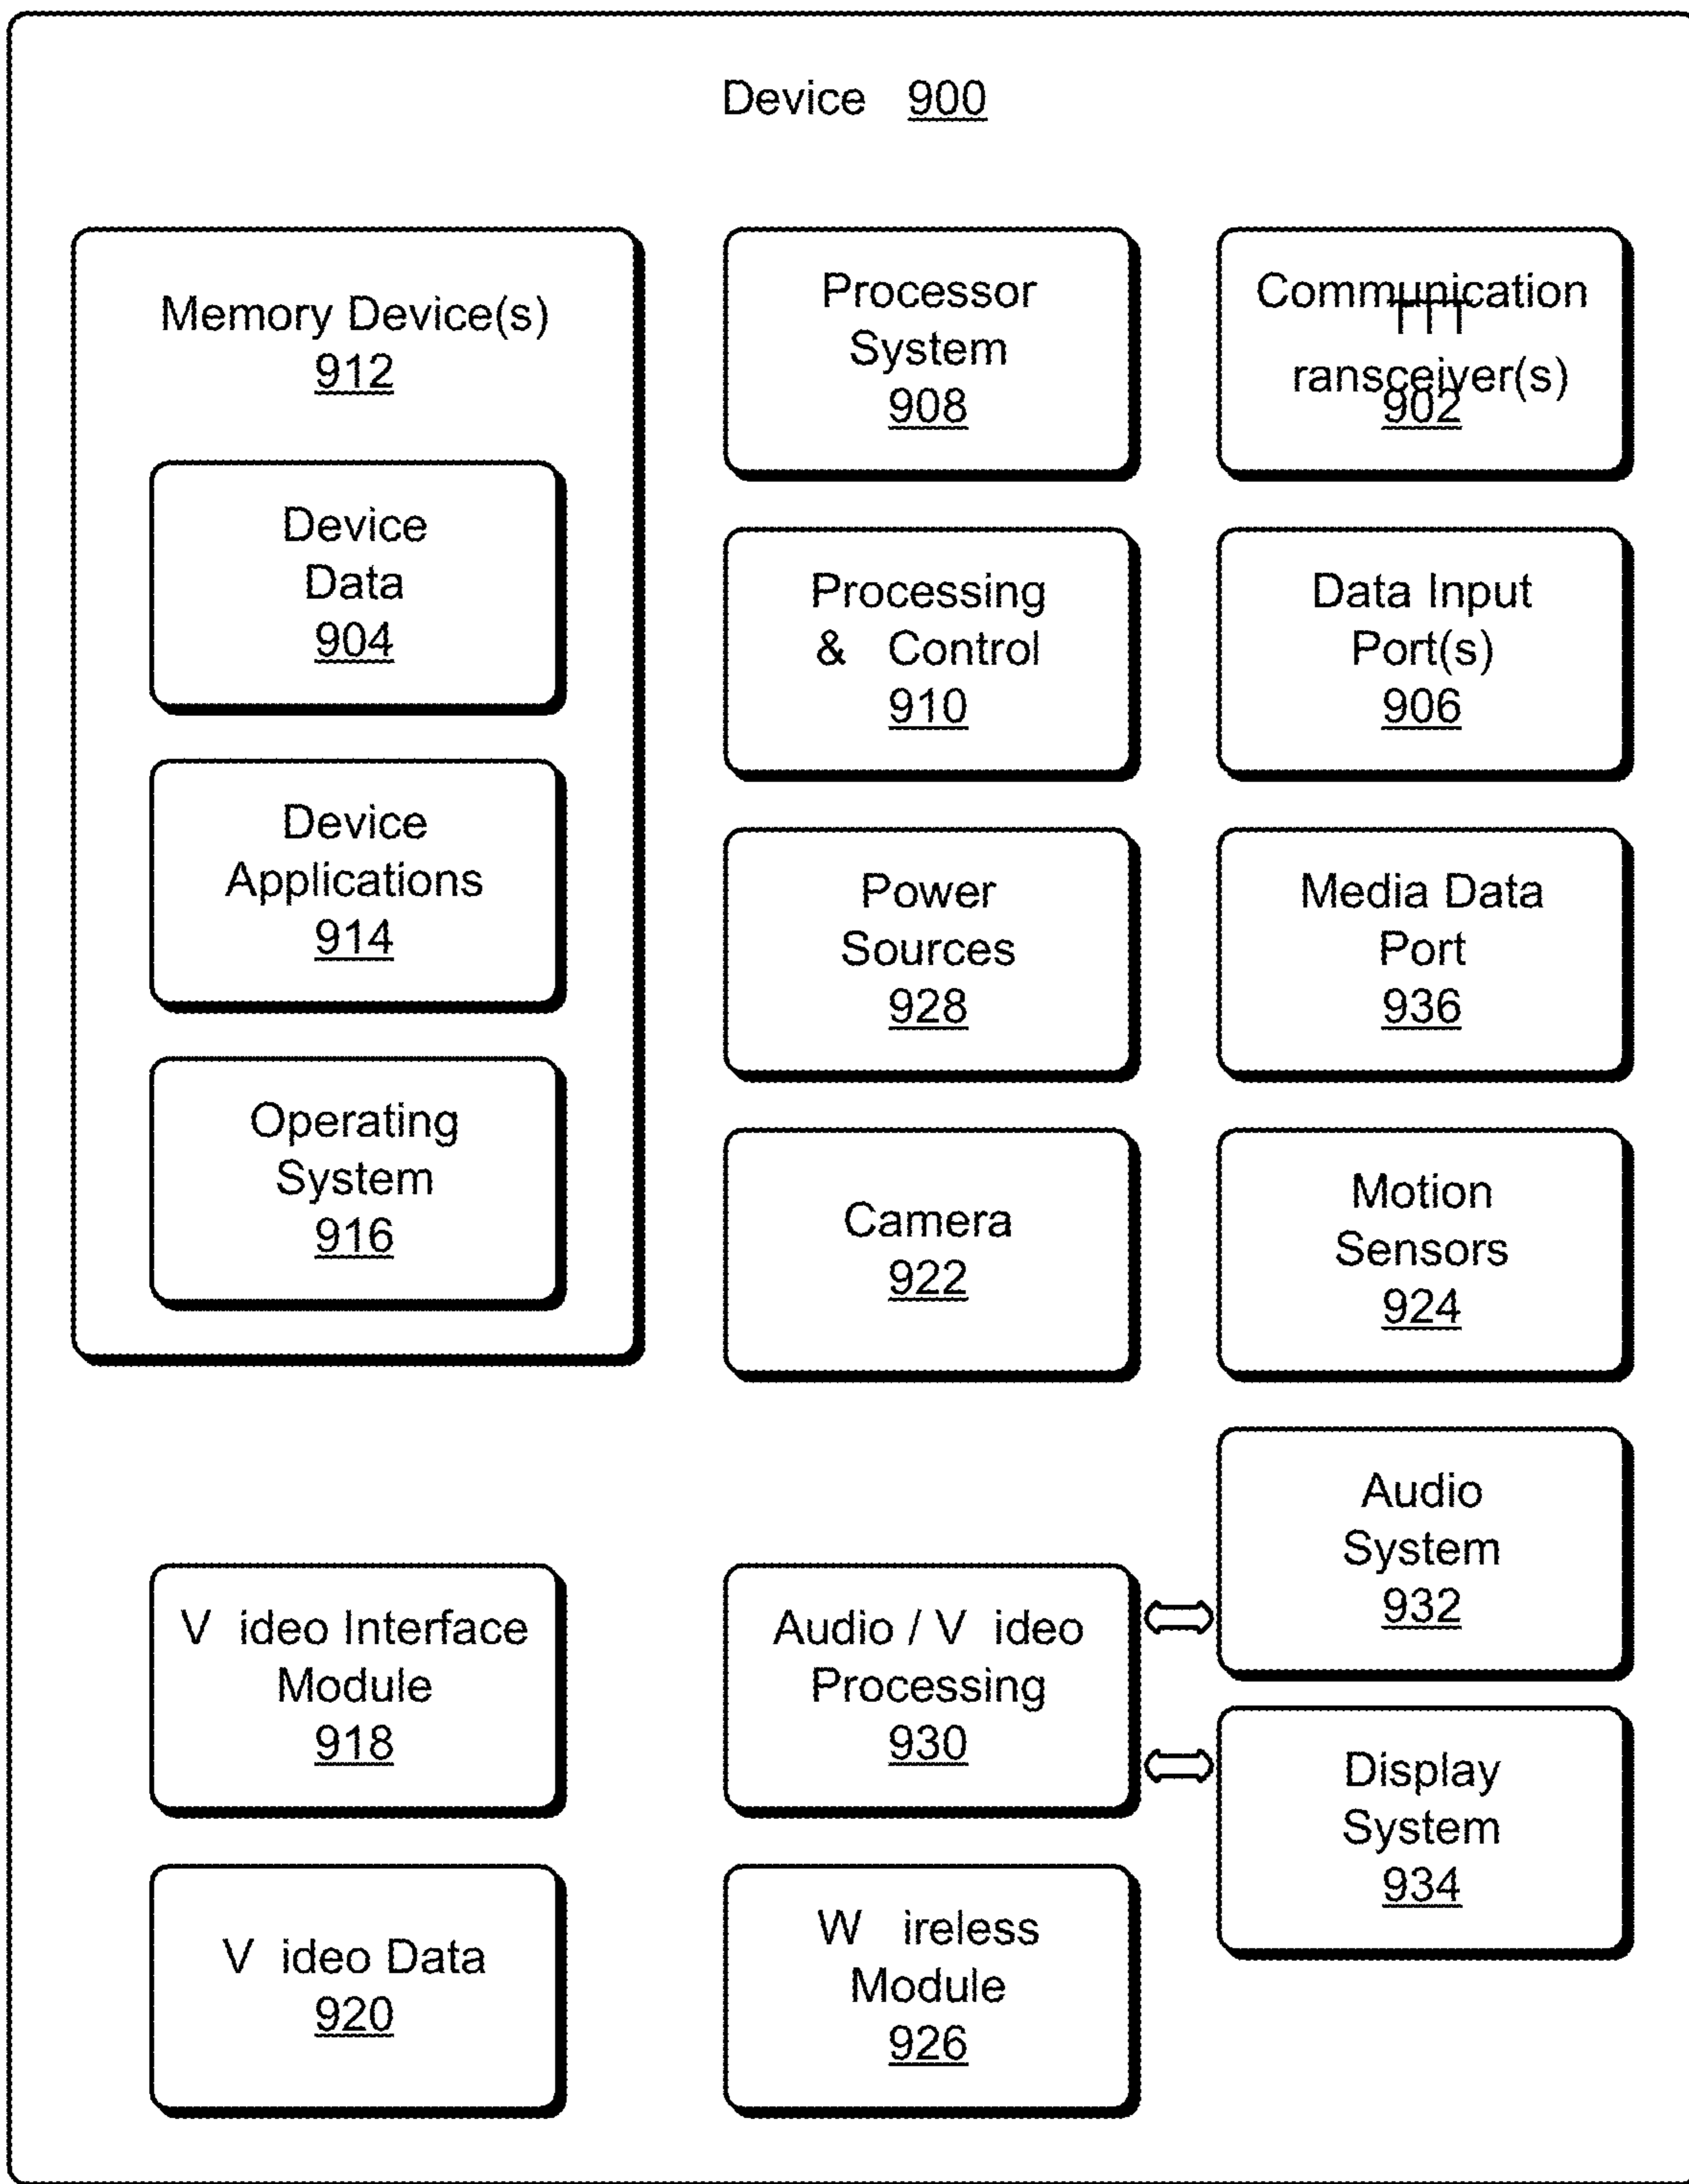 Device 900
Memory Device(s)
912
Device
Data
904
Device
Applications
914
Operating
System
916
Processor
System
908
Communication
TTT
ransceiver(s)
902
Processing
& Control
910
Data Input
Port(s)
906
Power
Sources
928
Media Data
Port
936
Camera
922
Motion
Sensors
924
Audio
System
932
V ideo Interface
Module
918
Audio / V ideo
Processing
930
Display
System
934
V ideo Data
920
W ireless
Module
926